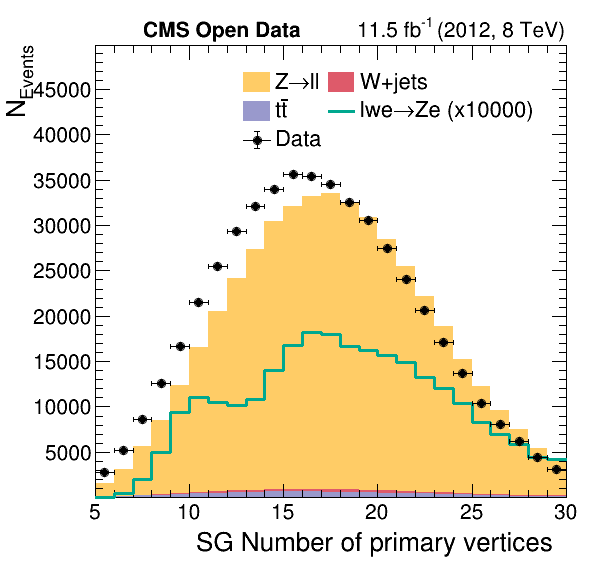 CMS Open Data
11.5 fb-1 (2012, 8 TeV)
NEvents
Z→ll
W+jets
tt̄
lwe→Ze (x10000)
Data
45000
40000
35000
30000
25000
20000
15000
10000
5000
5 10 15 20 25 30
SG Number of primary vertices